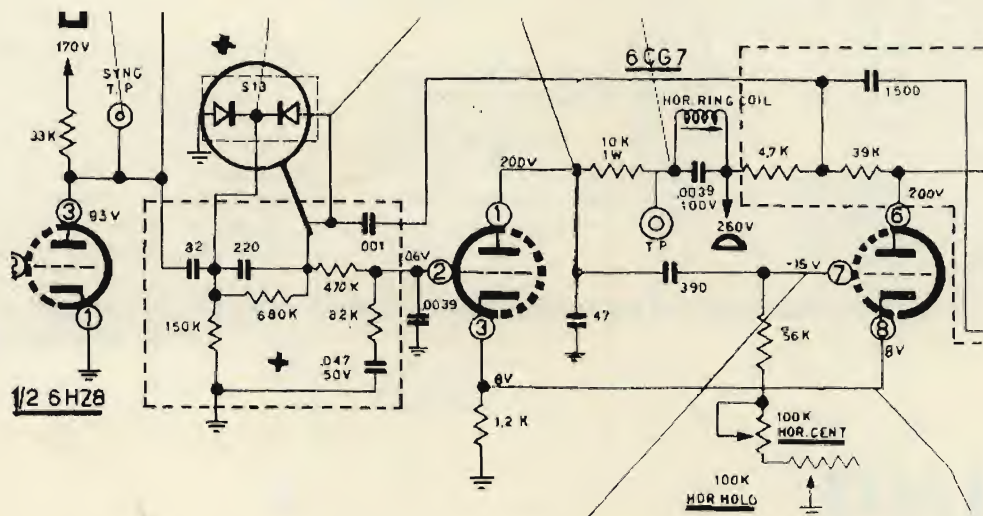 170V
SYNC
T.P.
33K
3
93V
1
1/2 6HZ8
S13
82
220
680K
150K
470K
82K
.047
50V
.001
.06V
.0039
200V
1
2
3
8V
1,2 K
47
10K
1W
T.P.
6CG7
HOR. RING COIL
.0039
100V
260V
4,7K
39K
1500
200V
6
-15V
7
8
8V
390
56K
100K
HOR. CENT
100K
HOR HOLD